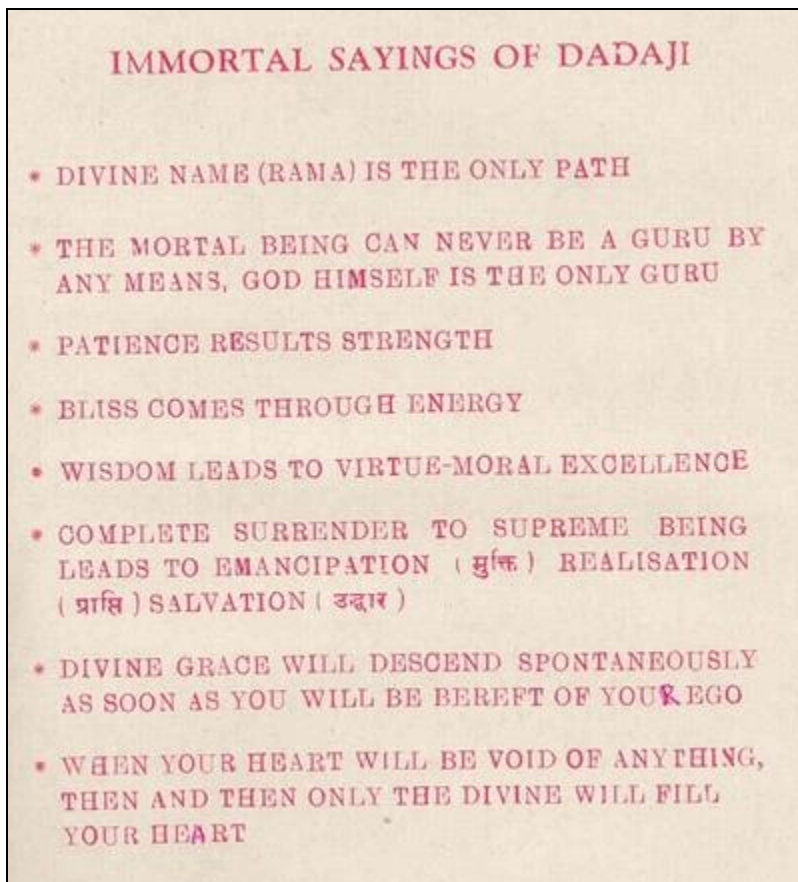 IMMORTAL SAYINGS OF DADAJI
* DIVINE NAME (RAMA) IS THE ONLY PATH
* THE MORTAL BEING CAN NEVER BE A GURU BY
ANY MEANS, GOD HIMSELF IS THE ONLY GURU
* PATIENCE RESULTS STRENGTH
* BLISS COMES THROUGH ENERGY
* WISDOM LEADS TO VIRTUE-MORAL EXCELLENCE
* COMPLETE SURRENDER TO SUPREME BEING
LEADS TO EMANCIPATION ( मुक्ति ) REALISATION
( प्राप्ति ) SALVATION ( उद्धार )
* DIVINE GRACE WILL DESCEND SPONTANEOUSLY
AS SOON AS YOU WILL BE BEREFT OF YOUR EGO
* WHEN YOUR HEART WILL BE VOID OF ANYTHING,
THEN AND THEN ONLY THE DIVINE WILL FILL
YOUR HEART